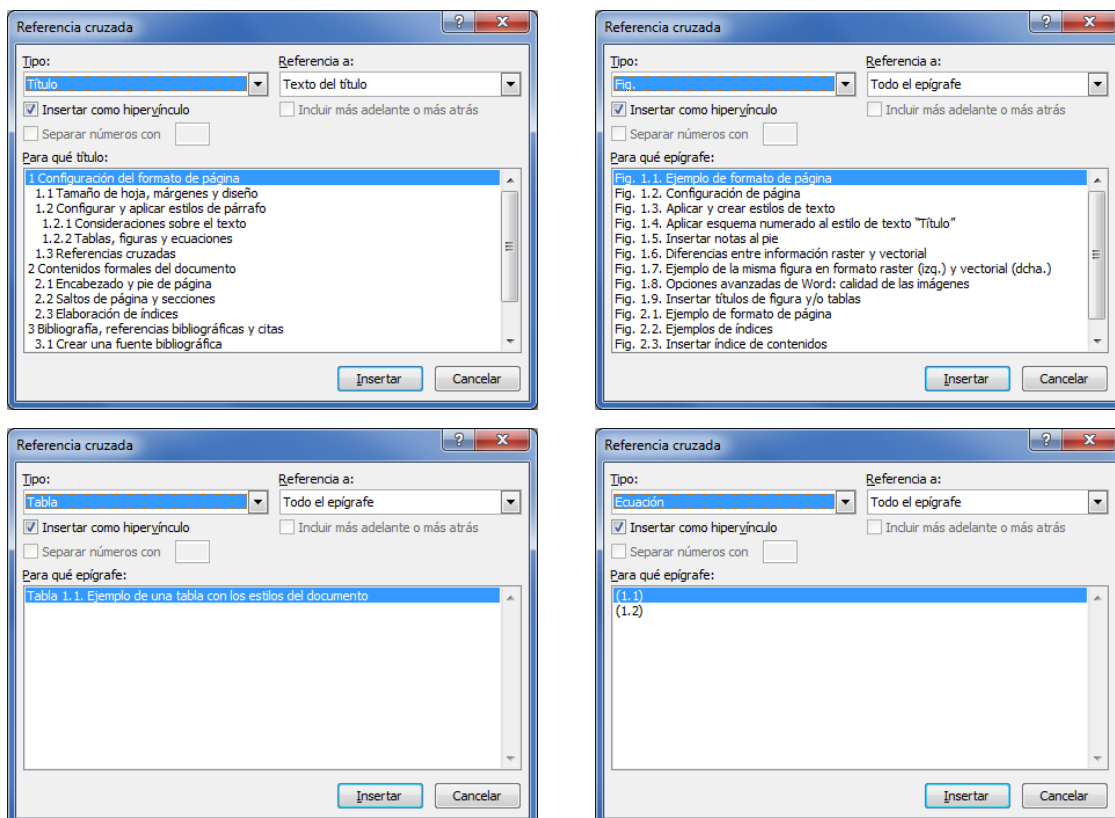 Referencia cruzada
Tipo:
Referencia a:
Título
Texto del título
Insertar como hipervínculo
Incluir más adelante o más atrás
Separar números con
Para qué título:
1 Configuración del formato de página
1.1 Tamaño de hoja, márgenes y diseño
1.2 Configurar y aplicar estilos de párrafo
1.2.1 Consideraciones sobre el texto
1.2.2 Tablas, figuras y ecuaciones
1.3 Referencias cruzadas
2 Contenidos formales del documento
2.1 Encabezado y pie de página
2.2 Saltos de página y secciones
2.3 Elaboración de índices
3 Bibliografía, referencias bibliográficas y citas
3.1 Crear una fuente bibliográfica
Insertar
Cancelar
Referencia cruzada
Tipo:
Referencia a:
Fig.
Todo el epígrafe
Insertar como hipervínculo
Incluir más adelante o más atrás
Separar números con
Para qué epígrafe:
Fig. 1.1. Ejemplo de formato de página
Fig. 1.2. Configuración de página
Fig. 1.3. Aplicar y crear estilos de texto
Fig. 1.4. Aplicar esquema numerado al estilo de texto “Título”
Fig. 1.5. Insertar notas al pie
Fig. 1.6. Diferencias entre información raster y vectorial
Fig. 1.7. Ejemplo de la misma figura en formato raster (izq.) y vectorial (dcha.)
Fig. 1.8. Opciones avanzadas de Word: calidad de las imágenes
Fig. 1.9. Insertar títulos de figura y/o tablas
Fig. 2.1. Ejemplo de formato de página
Fig. 2.2. Ejemplos de índices
Fig. 2.3. Insertar índice de contenidos
Insertar
Cancelar
Referencia cruzada
Tipo:
Referencia a:
Tabla
Todo el epígrafe
Insertar como hipervínculo
Incluir más adelante o más atrás
Separar números con
Para qué epígrafe:
Tabla 1.1. Ejemplo de una tabla con los estilos del documento
Insertar
Cancelar
Referencia cruzada
Tipo:
Referencia a:
Ecuación
Todo el epígrafe
Insertar como hipervínculo
Incluir más adelante o más atrás
Separar números con
Para qué epígrafe:
(1.1)
(1.2)
Insertar
Cancelar